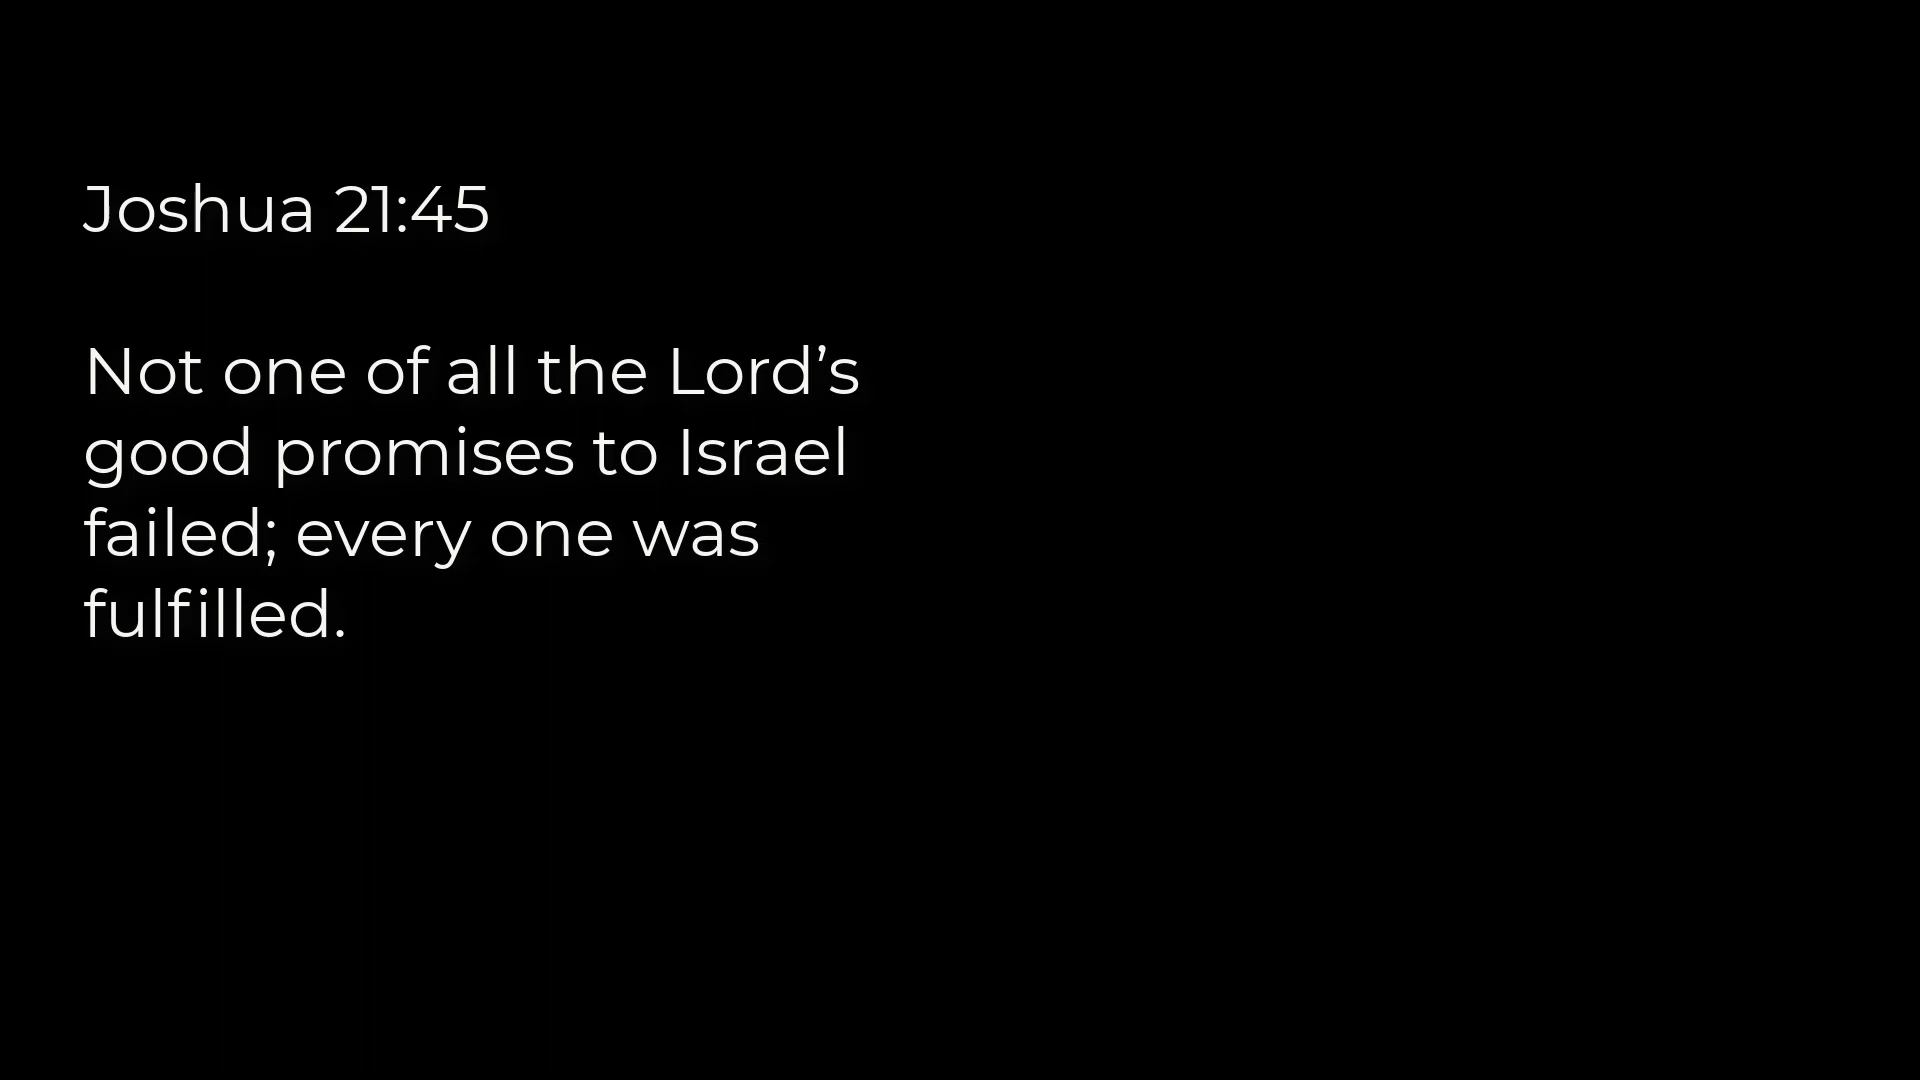 Joshua 21:45
Not one of all the Lord’s
good promises to Israel
failed; every one was
fulfilled.